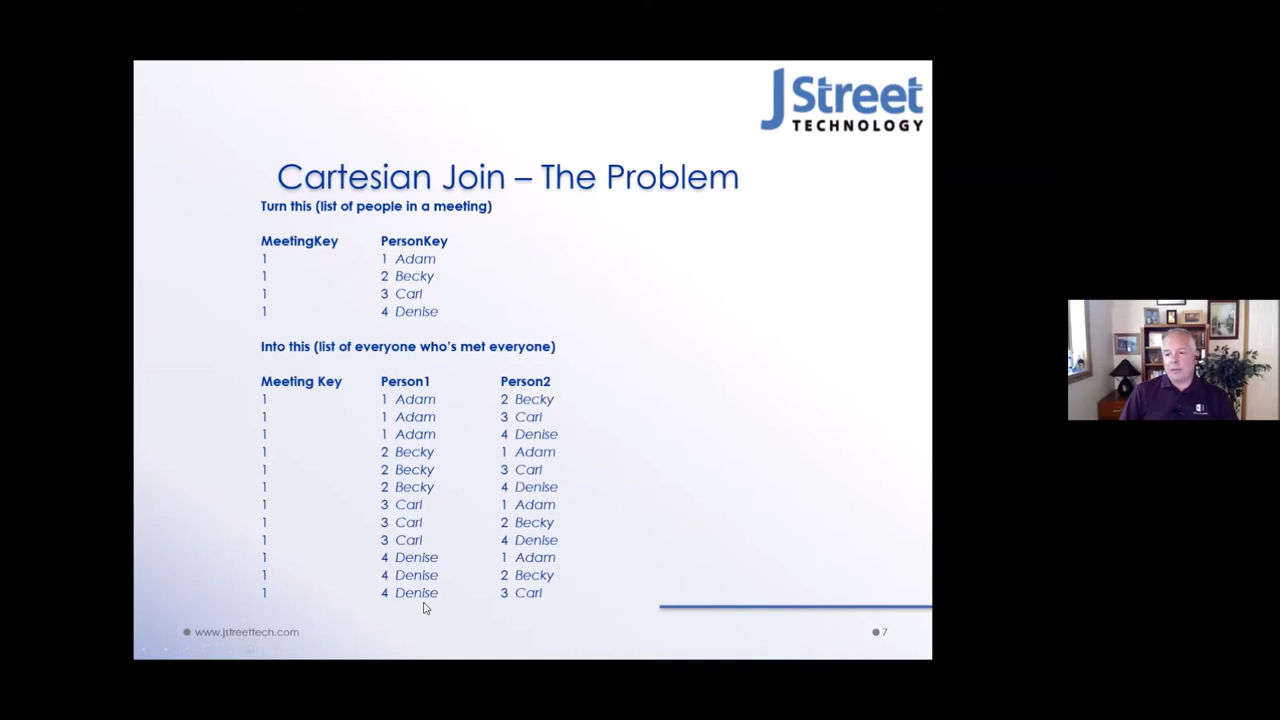 J Street
TECHNOLOGY
Cartesian Join – The Problem
Turn this (list of people in a meeting)
MeetingKey PersonKey
1 1 Adam
1 2 Becky
1 3 Carl
1 4 Denise
Into this (list of everyone who's met everyone)
Meeting Key Person1 Person2
1 1 Adam 2 Becky
1 1 Adam 3 Carl
1 1 Adam 4 Denise
1 2 Becky 1 Adam
1 2 Becky 3 Carl
1 2 Becky 4 Denise
1 3 Carl 1 Adam
1 3 Carl 2 Becky
1 3 Carl 4 Denise
1 4 Denise 1 Adam
1 4 Denise 2 Becky
1 4 Denise 3 Carl
www.jstreettech.com 7